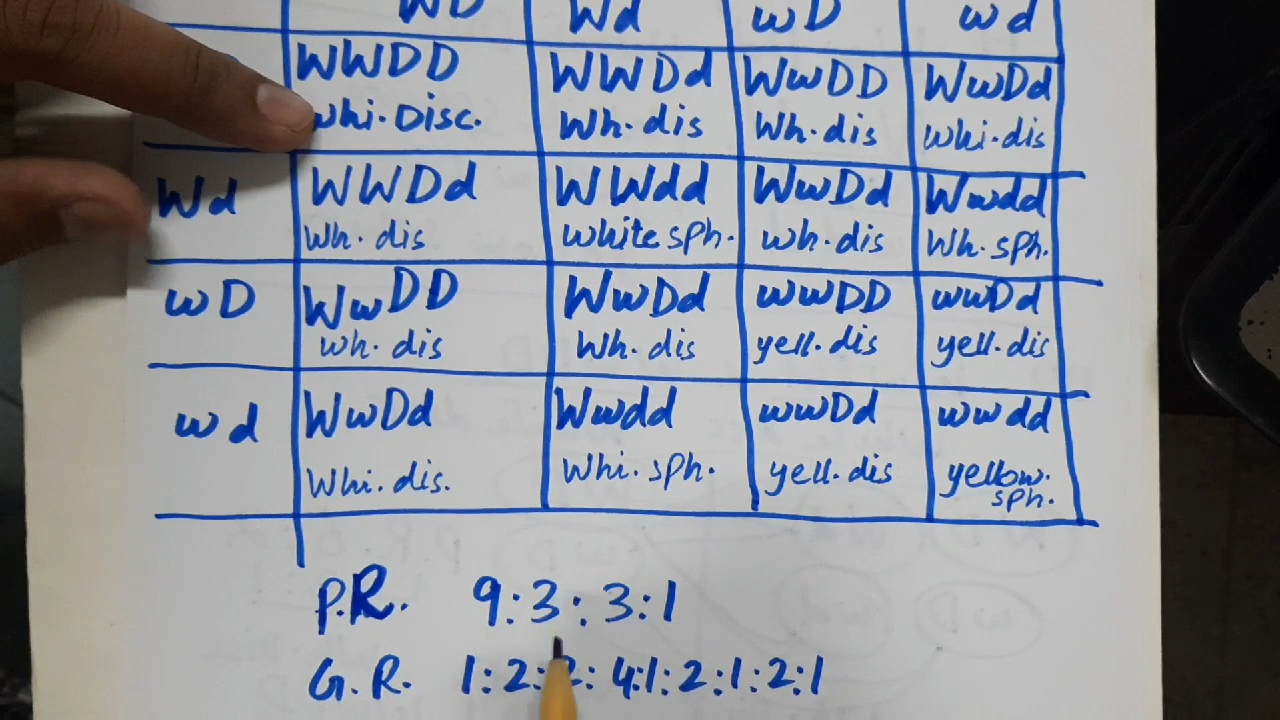 WD Wd wD wd
WWDD WWDd WwDD WwDd
whi.Disc. Wh.dis Wh.dis whi.dis
Wd WWDd WWdd WwDd Wwdd
Wh.dis white sph. wh.dis Wh.sph.
wD WwDD WwDd wwDD wwDd
wh.dis Wh.dis yell.dis yell.dis
wd WwDd Wwdd wwDd wwdd
Whi.dis. Whi.sph. yell.dis yellow.
sph.
P.R. 9:3:3:1
G.R. 1:2:2:4:1:2:1:2:1